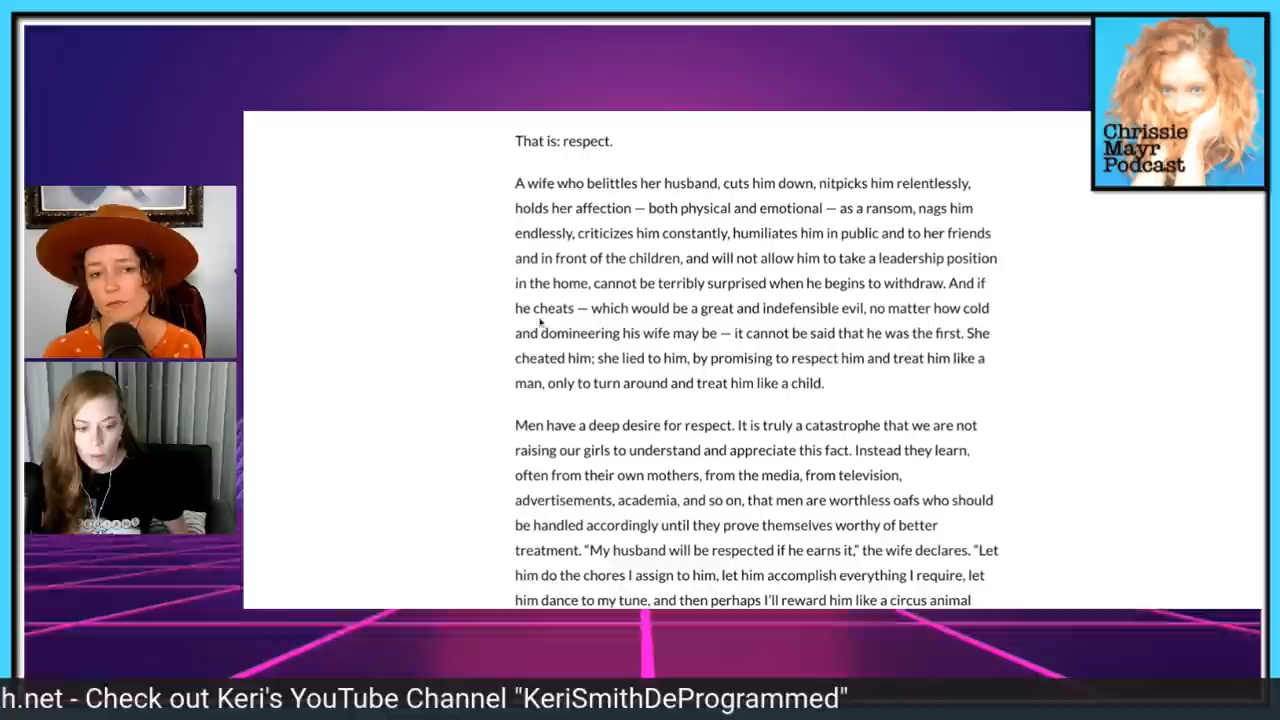 Chrissie
Mayr
Podcast
That is: respect.
A wife who belittles her husband, cuts him down, nitpicks him relentlessly,
holds her affection — both physical and emotional — as a ransom, nags him
endlessly, criticizes him constantly, humiliates him in public and to her friends
and in front of the children, and will not allow him to take a leadership position
in the home, cannot be terribly surprised when he begins to withdraw. And if
he cheats — which would be a great and indefensible evil, no matter how cold
and domineering his wife may be — it cannot be said that he was the first. She
cheated him; she lied to him, by promising to respect him and treat him like a
man, only to turn around and treat him like a child.
Men have a deep desire for respect. It is truly a catastrophe that we are not
raising our girls to understand and appreciate this fact. Instead they learn,
often from their own mothers, from the media, from television,
advertisements, academia, and so on, that men are worthless oafs who should
be handled accordingly until they prove themselves worthy of better
treatment. “My husband will be respected if he earns it,” the wife declares. “Let
him do the chores I assign to him, let him accomplish everything I require, let
him dance to my tune, and then perhaps I’ll reward him like a circus animal
h.net - Check out Keri's YouTube Channel "KeriSmithDeProgrammed"